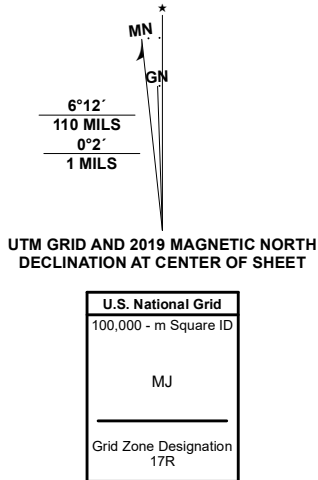 ★
MN
GN
6°12´
110 MILS
0°2´
1 MILS
UTM GRID AND 2019 MAGNETIC NORTH
DECLINATION AT CENTER OF SHEET
U.S. National Grid
100,000 - m Square ID
MJ
Grid Zone Designation
17R